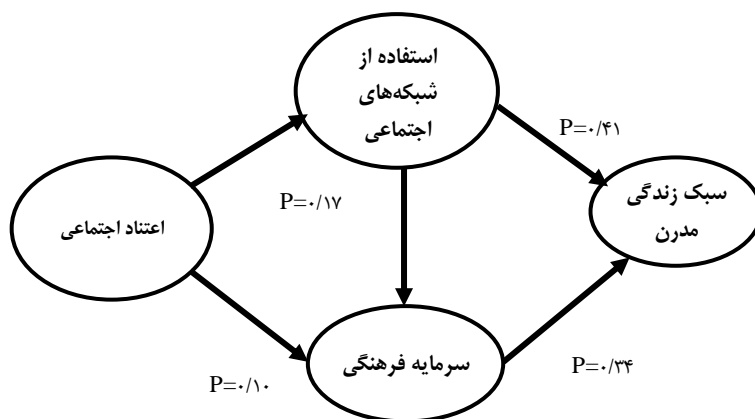 استفاده از
شبکه‌های
اجتماعی
P=۰/۴۱
سبک زندگی
مدرن
P=۰/۱۷
اعتناد اجتماعی
سرمایه فرهنگی
P=۰/۳۴
P=۰/۱۰